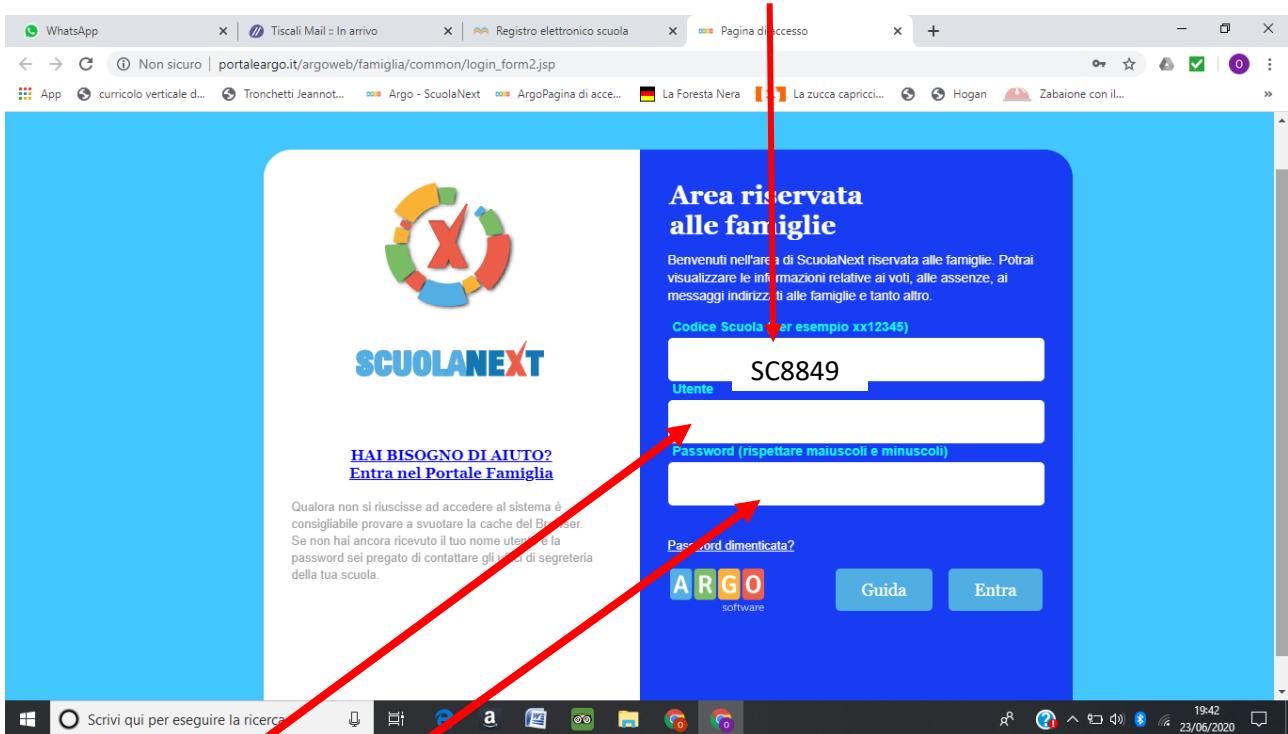 WhatsApp
Tiscali Mail :: In arrivo
Registro elettronico scuola
Pagina di accesso
Non sicuro
portaleargo.it/argoweb/famiglia/common/login_form2.jsp
O
App
curricolo verticale d...
Tronchetti Jeannot...
Argo - ScuolaNext
ArgoPagina di acce...
La Foresta Nera
La zucca capricci...
Hogan
Zabaione con il...
»
SCUOLANEXT
HAI BISOGNO DI AIUTO?
Entra nel Portale Famiglia
Qualora non si riuscisse ad accedere al sistema è
consigliabile provare a svuotare la cache del Browser.
Se non hai ancora ricevuto il tuo nome utente e la
password sei pregato di contattare gli uffici di segreteria
della tua scuola.
Area riservata
alle famiglie
Benvenuti nell'area di ScuolaNext riservata alle famiglie. Potrai
visualizzare le informazioni relative ai voti, alle assenze, ai
messaggi indirizzati alle famiglie e tanto altro.
Codice Scuola (per esempio xx12345)
SC8849
Utente
Password (rispettare maiuscoli e minuscoli)
Password dimenticata?
ARGO
software
Guida
Entra
Scrivi qui per eseguire la ricerca
19:42
23/06/2020